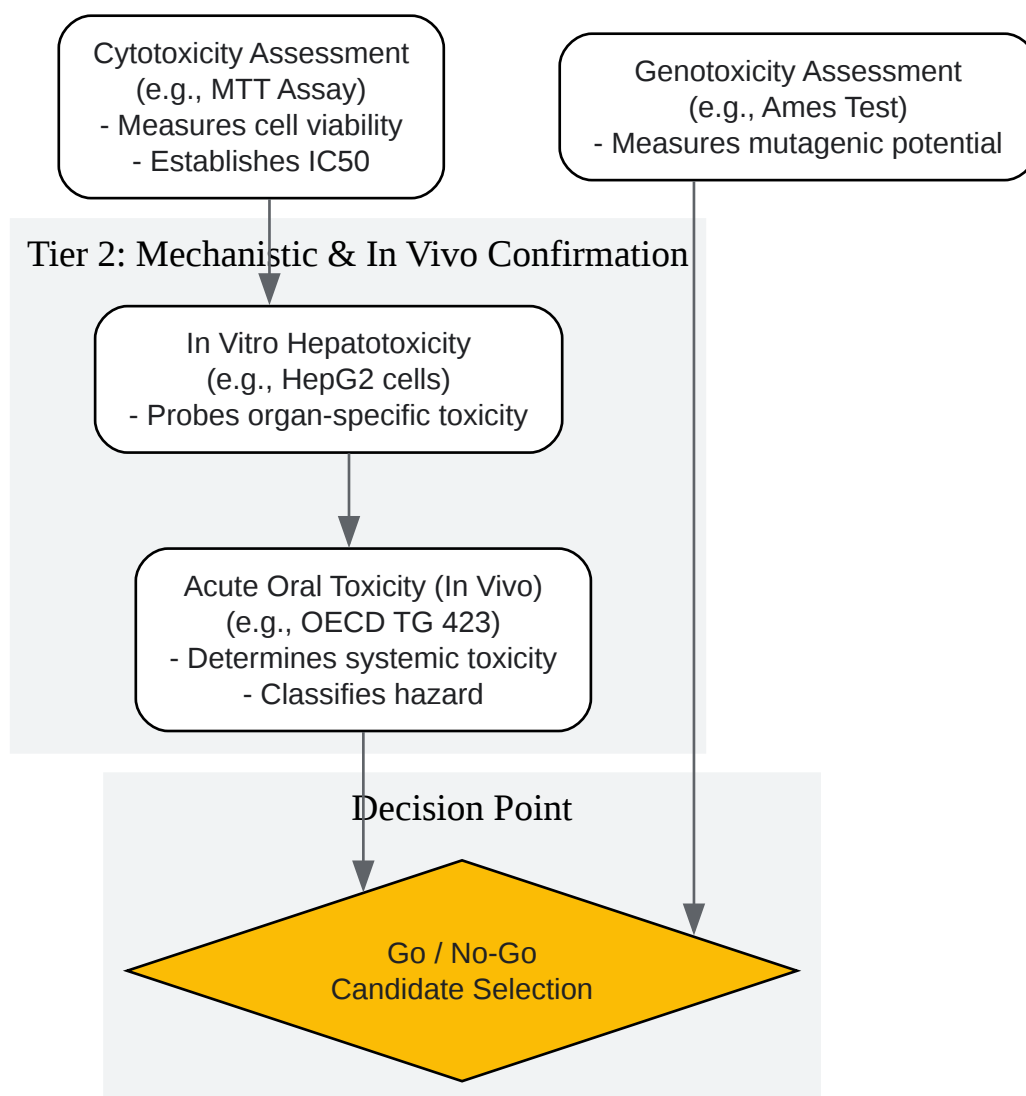 Cytotoxicity Assessment
(e.g., MTT Assay)
- Measures cell viability
- Establishes IC50
Genotoxicity Assessment
(e.g., Ames Test)
- Measures mutagenic potential
Tier 2: Mechanistic & In Vivo Confirmation
In Vitro Hepatotoxicity
(e.g., HepG2 cells)
- Probes organ-specific toxicity
Acute Oral Toxicity (In Vivo)
(e.g., OECD TG 423)
- Determines systemic toxicity
- Classifies hazard
Decision Point
Go / No-Go
Candidate Selection